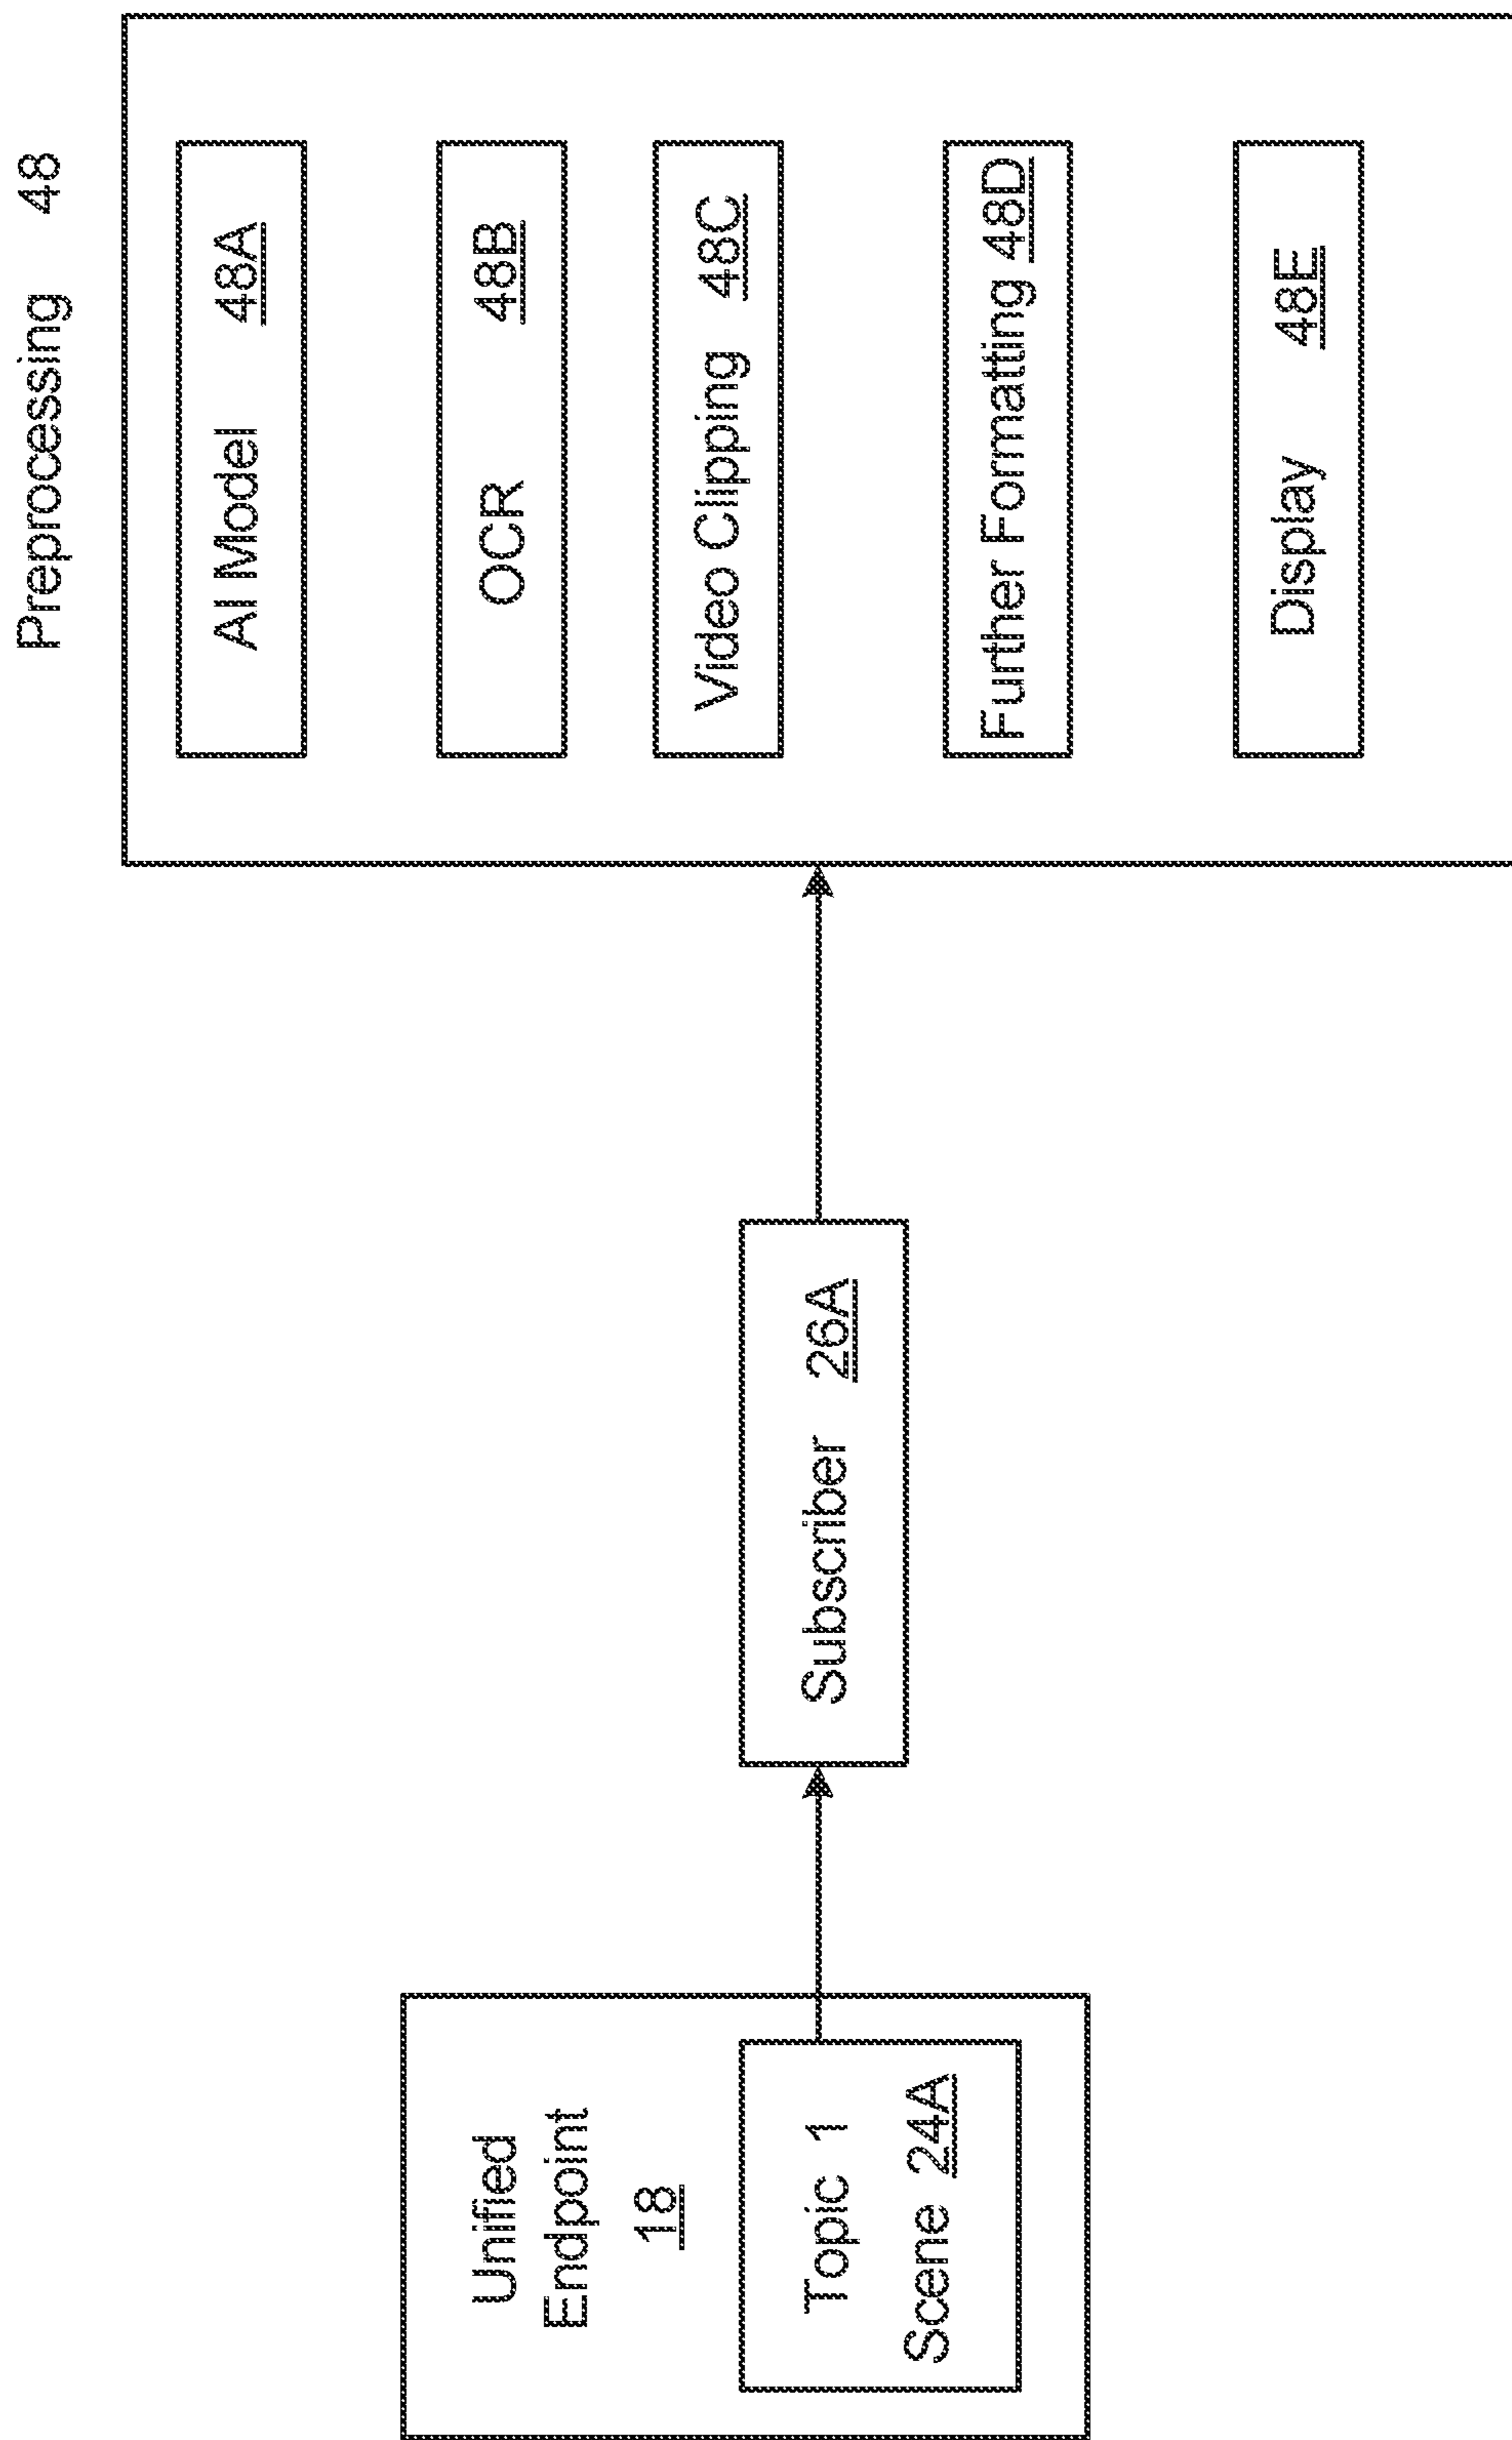 Unified
Endpoint
18
Topic 1
Scene 24A
Subscriber 26A
Preprocessing 48
AI Model 48A
OCR 48B
Video Clipping 48C
Further Formatting 48D
Display 48E